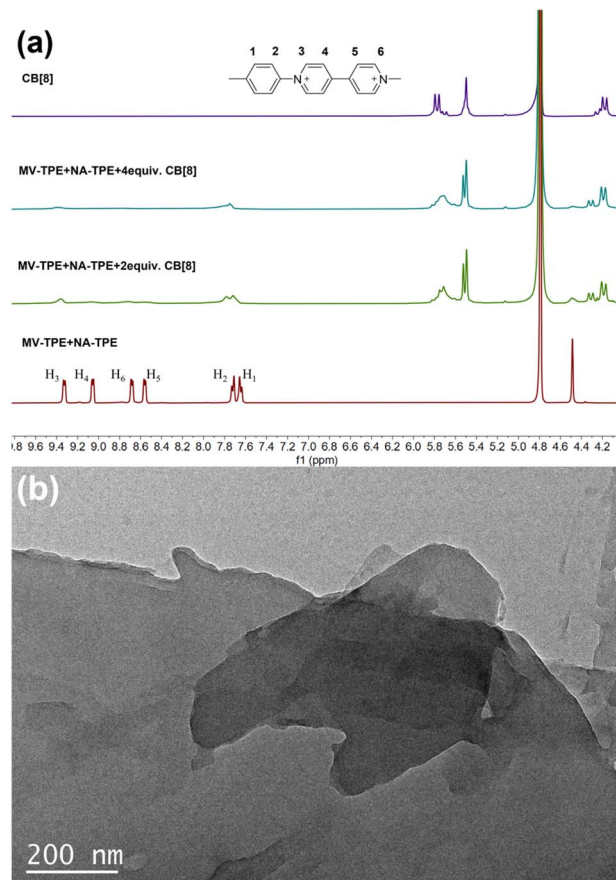 (a)
1 2 3 4 5 6
CB[8]
N+
N+
MV-TPE+NA-TPE+4equiv. CB[8]
MV-TPE+NA-TPE+2equiv. CB[8]
MV-TPE+NA-TPE
H3 H4 H6 H5 H2 H1
9.8 9.6 9.4 9.2 9.0 8.8 8.6 8.4 8.2 8.0 7.8 7.6 7.4 7.2 7.0 6.8 6.6 6.4 6.2 6.0 5.8 5.6 5.4 5.2 5.0 4.8 4.6 4.4 4.2
f1 (ppm)
(b)
200 nm